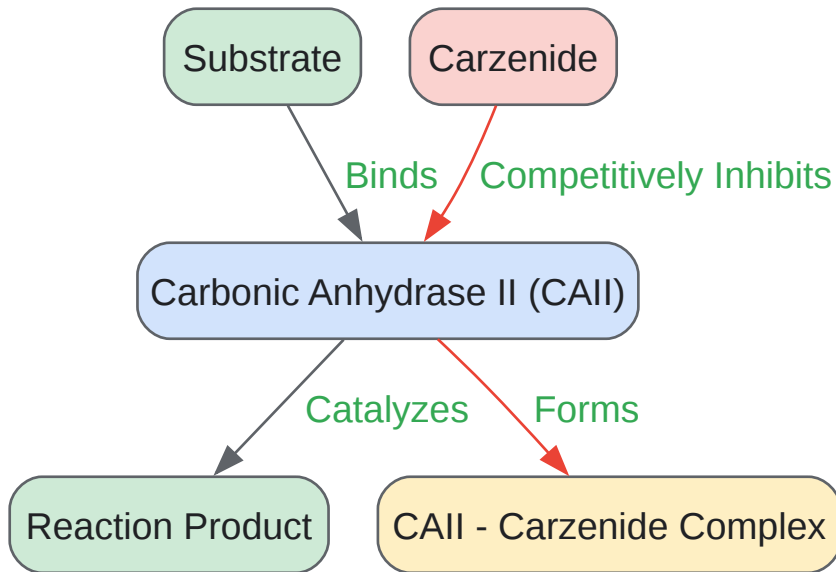 Substrate
Carzenide
Binds
Competitively Inhibits
Carbonic Anhydrase II (CAII)
Catalyzes
Forms
Reaction Product
CAII - Carzenide Complex